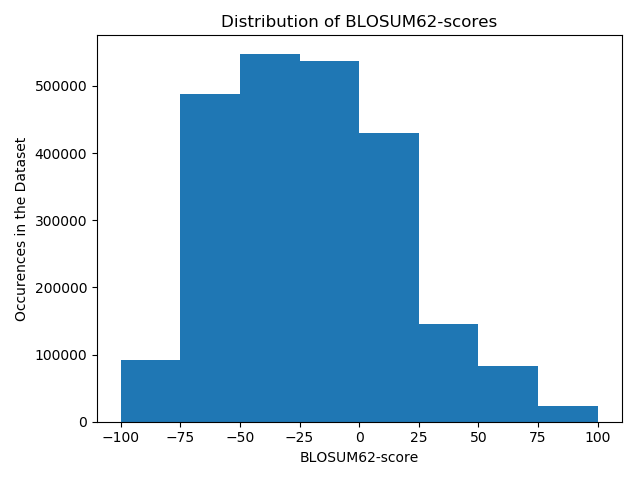 Distribution of BLOSUM62-scores
500000
400000
300000
200000
100000
0
Occurences in the Dataset
−100 −75 −50 −25 0 25 50 75 100
BLOSUM62-score